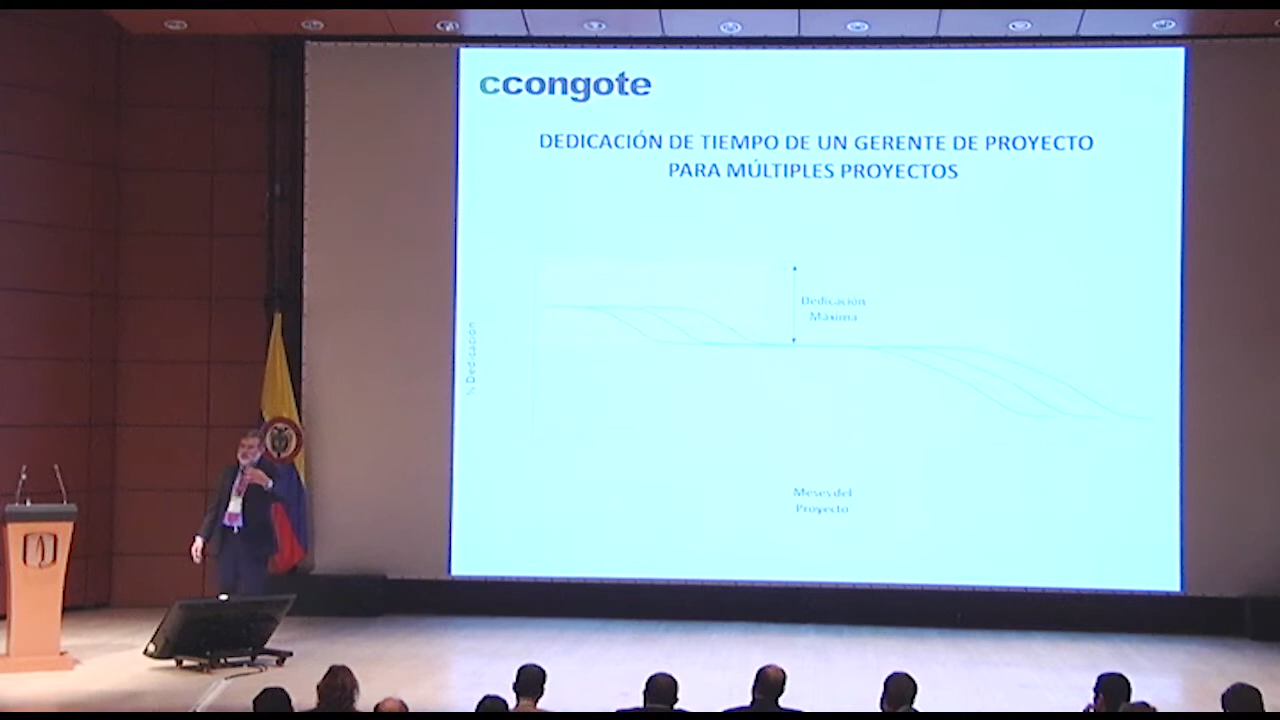 ccongote
DEDICACIÓN DE TIEMPO DE UN GERENTE DE PROYECTO
PARA MÚLTIPLES PROYECTOS
Dedicación
Máxima
% Dedicación
Meses del
Proyecto